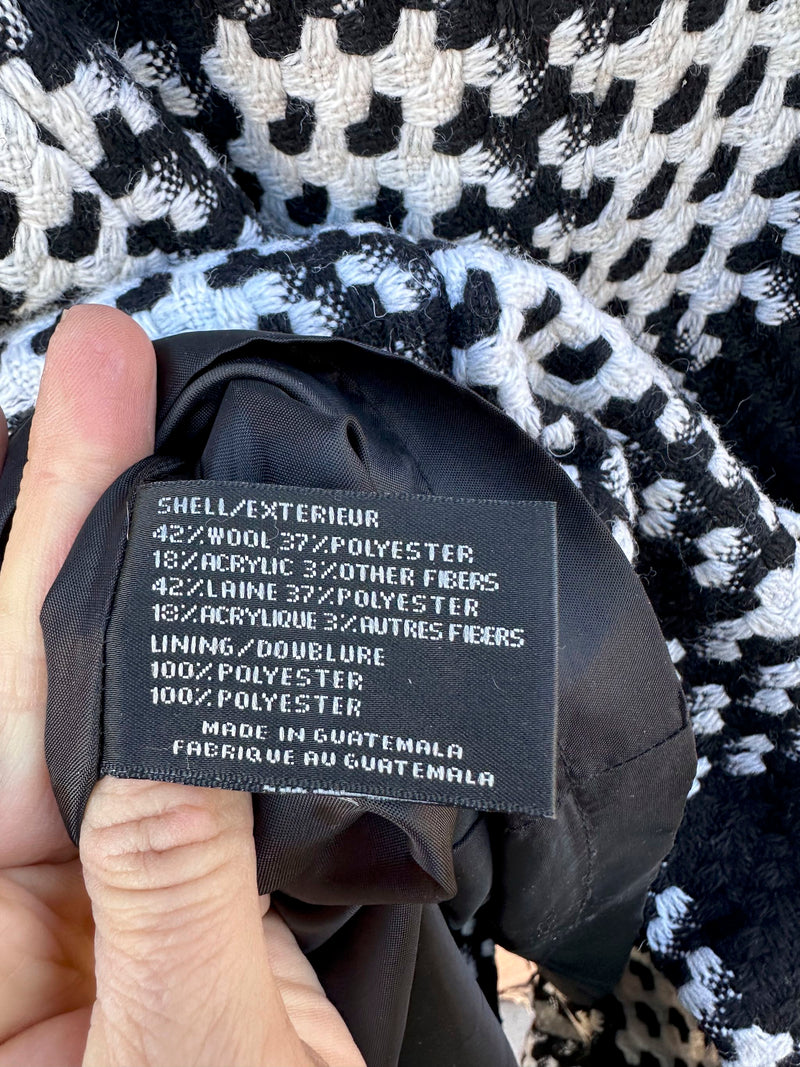 SHELL/EXTERIEUR
42%WOOL 37%POLYESTER
18%ACRYLIC 3%OTHER FIBERS
42%LAINE 37%POLYESTER
18%ACRYLIQUE 3%AUTRES FIBERS
LINING/DOUBLURE
100%POLYESTER
100%POLYESTER
MADE IN GUATEMALA
FABRIQUE AU GUATEMALA